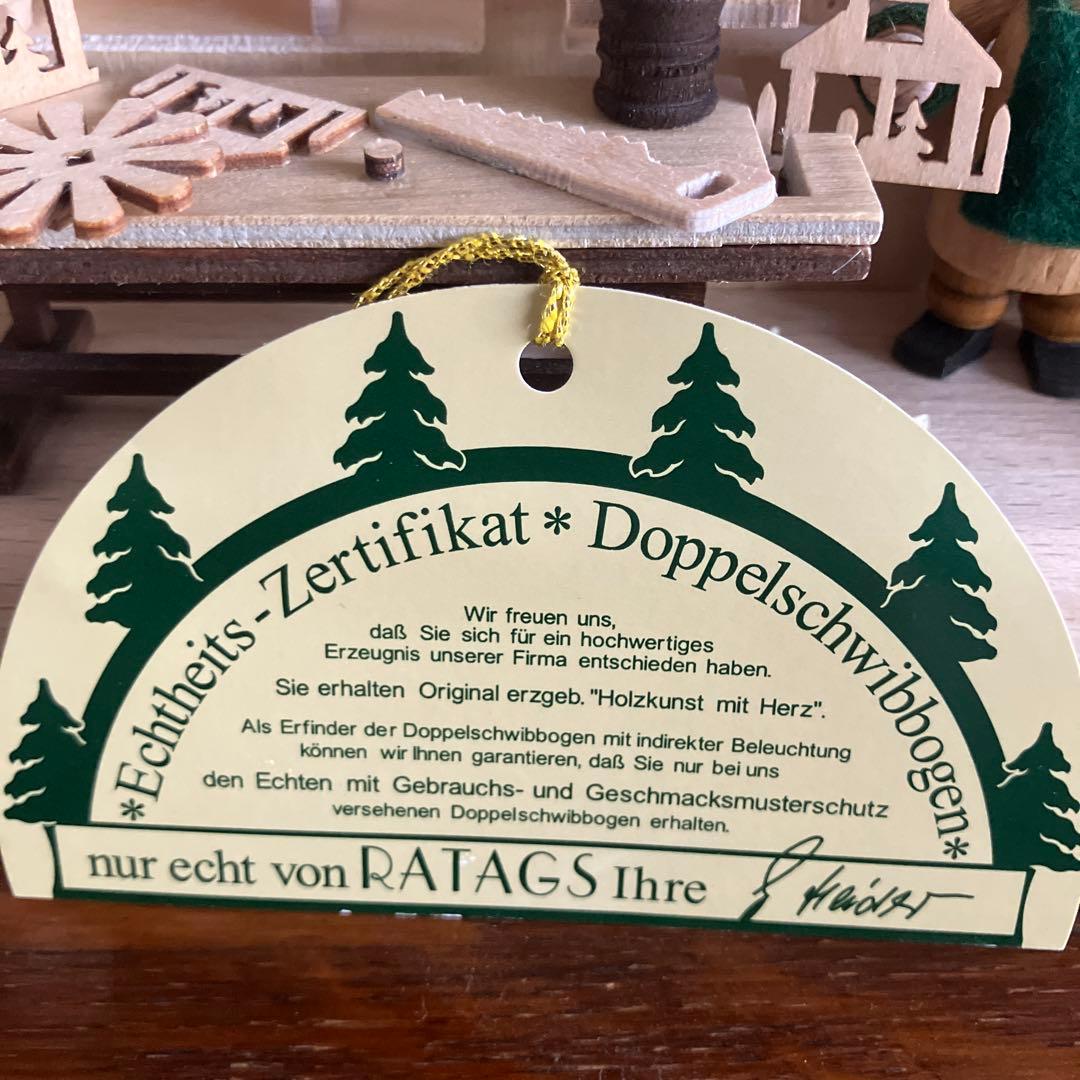 *Echtheits-Zertifikat * Doppelschwibbogen*
Wir freuen uns,
daß Sie sich für ein hochwertiges
Erzeugnis unserer Firma entschieden haben.
Sie erhalten Original erzgeb. "Holzkunst mit Herz".
Als Erfinder der Doppelschwibbogen mit indirekter Beleuchtung
können wir Ihnen garantieren, daß Sie nur bei uns
den Echten mit Gebrauchs- und Geschmacksmusterschutz
versehenen Doppelschwibbogen erhalten.
nur echt von RATAGS Ihre